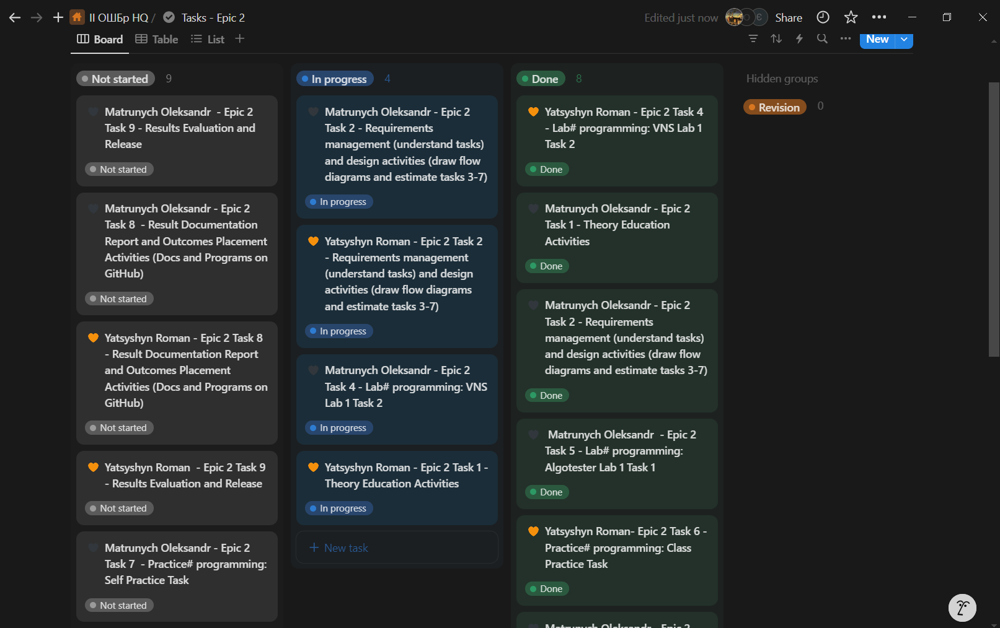 II ОШБр HQ / Tasks - Epic 2
Edited just now
Є
Share
Board
Table
List
New
Not started 9
Matrunych Oleksandr - Epic 2
Task 9 - Results Evaluation and
Release
Not started
Matrunych Oleksandr - Epic 2
Task 8 - Result Documentation
Report and Outcomes Placement
Activities (Docs and Programs on
GitHub)
Not started
Yatsyshyn Roman - Epic 2 Task 8
- Result Documentation Report
and Outcomes Placement
Activities (Docs and Programs on
GitHub)
Not started
Yatsyshyn Roman - Epic 2 Task 9
- Results Evaluation and Release
Not started
Matrunych Oleksandr - Epic 2
Task 7 - Practice# programming:
Self Practice Task
Not started
In progress 4
Matrunych Oleksandr - Epic 2
Task 2 - Requirements
management (understand tasks)
and design activities (draw flow
diagrams and estimate tasks 3-7)
In progress
Yatsyshyn Roman - Epic 2 Task 2
- Requirements management
(understand tasks) and design
activities (draw flow diagrams
and estimate tasks 3-7)
In progress
Matrunych Oleksandr - Epic 2
Task 4 - Lab# programming: VNS
Lab 1 Task 2
In progress
Yatsyshyn Roman - Epic 2 Task 1 -
Theory Education Activities
In progress
+ New task
Done 8
Yatsyshyn Roman - Epic 2 Task 4
- Lab# programming: VNS Lab 1
Task 2
Done
Matrunych Oleksandr - Epic 2
Task 1 - Theory Education
Activities
Done
Matrunych Oleksandr - Epic 2
Task 2 - Requirements
management (understand tasks)
and design activities (draw flow
diagrams and estimate tasks 3-7)
Done
Matrunych Oleksandr - Epic 2
Task 5 - Lab# programming:
Algotester Lab 1 Task 1
Done
Yatsyshyn Roman- Epic 2 Task 6 -
Practice# programming: Class
Practice Task
Done
Matrunych Oleksandr - Epic 2
Hidden groups
Revision 0